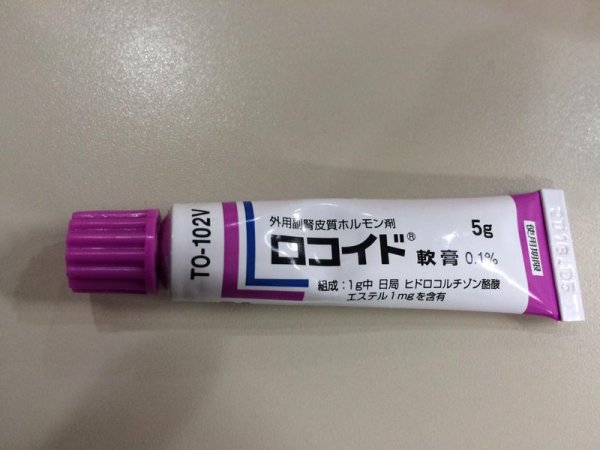 TO-102V
外用副腎皮質ホルモン剤
ロコイド® 軟膏 0.1%
5g
組成:1g中 日局 ヒドロコルチゾン酪酸
エステル1mgを含有
使用期限